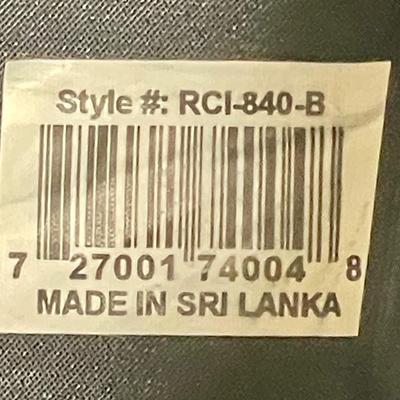 Style #: RCI-840-B
7 27001 74004 8
MADE IN SRI LANKA